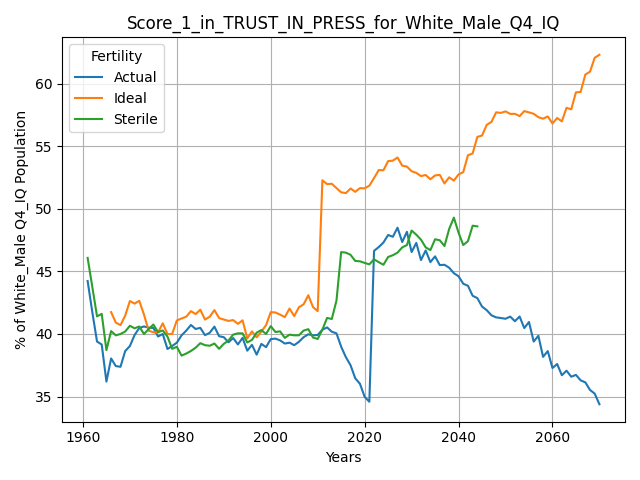 Score_1_in_TRUST_IN_PRESS_for_White_Male_Q4_IQ
% of White_Male Q4_IQ Population
Fertility
Actual
Ideal
Sterile
60
55
50
45
40
35
1960
1980
2000
2020
2040
2060
Years